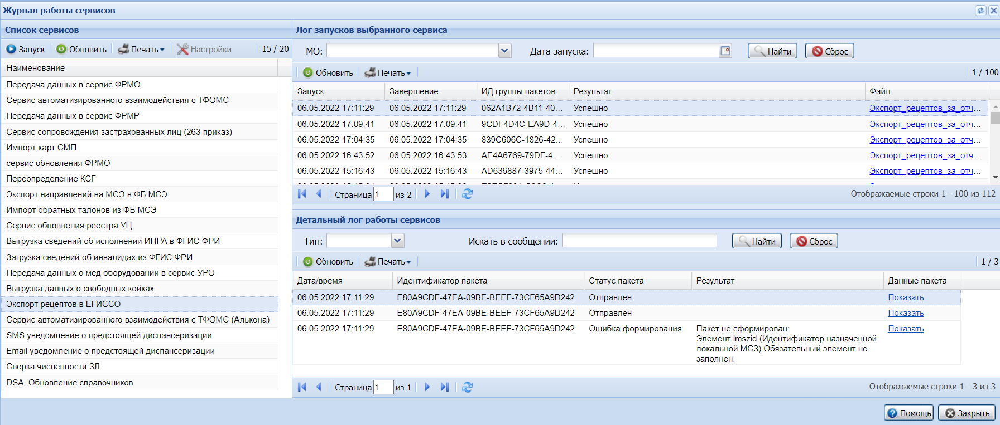 Журнал работы сервисов
Список сервисов
Запуск Обновить Печать Настройки 15 / 20
Наименование
Передача данных в сервис ФРМО
Сервис автоматизированного взаимодействия с ТФОМС
Передача данных в сервис ФРМР
Сервис сопровождения застрахованных лиц (263 приказ)
Импорт карт СМП
сервис обновления ФРМО
Переопределение КСГ
Экспорт направлений на МСЭ в ФБ МСЭ
Импорт обратных талонов из ФБ МСЭ
Сервис обновления реестра УЦ
Выгрузка сведений об исполнении ИПРА в ФГИС ФРИ
Загрузка сведений об инвалидах из ФГИС ФРИ
Передача данных о мед оборудовании в сервис УРО
Выгрузка данных о свободных койках
Экспорт рецептов в ЕГИССО
Сервис автоматизированного взаимодействия с ТФОМС (Алькона)
SMS уведомление о предстоящей диспансеризации
Email уведомление о предстоящей диспансеризации
Сверка численности ЗЛ
DSA. Обновление справочников
Лог запусков выбранного сервиса
МО: Дата запуска: Найти Сброс
Обновить Печать 1 / 100
Запуск Завершение ИД группы пакетов Результат Файл
06.05.2022 17:11:29 06.05.2022 17:11:29 062A1B72-4B11-40... Успешно Экспорт_рецептов_за_отч...
06.05.2022 17:09:41 06.05.2022 17:09:41 9CDF4D4C-EA9D-4... Успешно Экспорт_рецептов_за_отч...
06.05.2022 17:04:35 06.05.2022 17:04:35 839C606C-1826-42... Успешно Экспорт_рецептов_за_отч...
06.05.2022 16:43:52 06.05.2022 16:43:53 AE4A6769-79DF-4... Успешно Экспорт_рецептов_за_отч...
06.05.2022 15:16:43 06.05.2022 15:16:43 AD636887-3975-44... Успешно Экспорт_рецептов_за_отч...
Страница 1 из 2 Отображаемые строки 1 - 100 из 112
Детальный лог работы сервисов
Тип: Искать в сообщении: Найти Сброс
Обновить Печать 1 / 3
Дата/время Идентификатор пакета Статус пакета Результат Данные пакета
06.05.2022 17:11:29 E80A9CDF-47EA-09BE-BEEF-73CF65A9D242 Отправлен Показать
06.05.2022 17:11:29 E80A9CDF-47EA-09BE-BEEF-73CF65A9D242 Отправлен Показать
06.05.2022 17:11:29 E80A9CDF-47EA-09BE-BEEF-73CF65A9D242 Ошибка формирования Пакет не сформирован: Показать
Элемент lmszid (Идентификатор назначенной
локальной МСЗ) Обязательный элемент не
заполнен.
Страница 1 из 1 Отображаемые строки 1 - 3 из 3
Помощь Закрыть